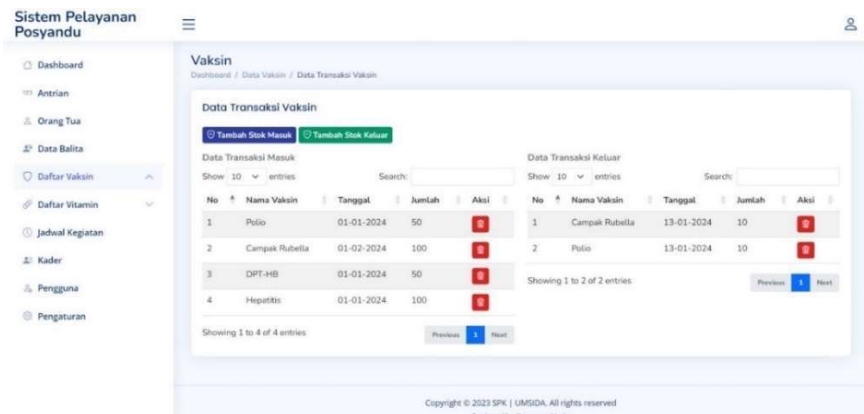 Sistem Pelayanan
Posyandu
Dashboard
Antrian
Orang Tua
Data Balita
Daftar Vaksin
Daftar Vitamin
Jadwal Kegiatan
Kader
Pengguna
Pengaturan
Vaksin
Dashboard / Data Vaksin / Data Transaksi Vaksin
Data Transaksi Vaksin
Tambah Stok Masuk Tambah Stok Keluar
Data Transaksi Masuk
Show 10 entries Search:
No Nama Vaksin Tanggal Jumlah Aksi
1 Polio 01-01-2024 50
2 Campak Rubella 01-02-2024 100
3 DPT-HB 01-01-2024 50
4 Hepatitis 01-01-2024 100
Showing 1 to 4 of 4 entries
Previous 1 Next
Data Transaksi Keluar
Show 10 entries Search:
No Nama Vaksin Tanggal Jumlah Aksi
1 Campak Rubella 13-01-2024 10
2 Polio 13-01-2024 10
Showing 1 to 2 of 2 entries
Previous 1 Next
Copyright © 2023 SPK | UMSIDA. All rights reserved